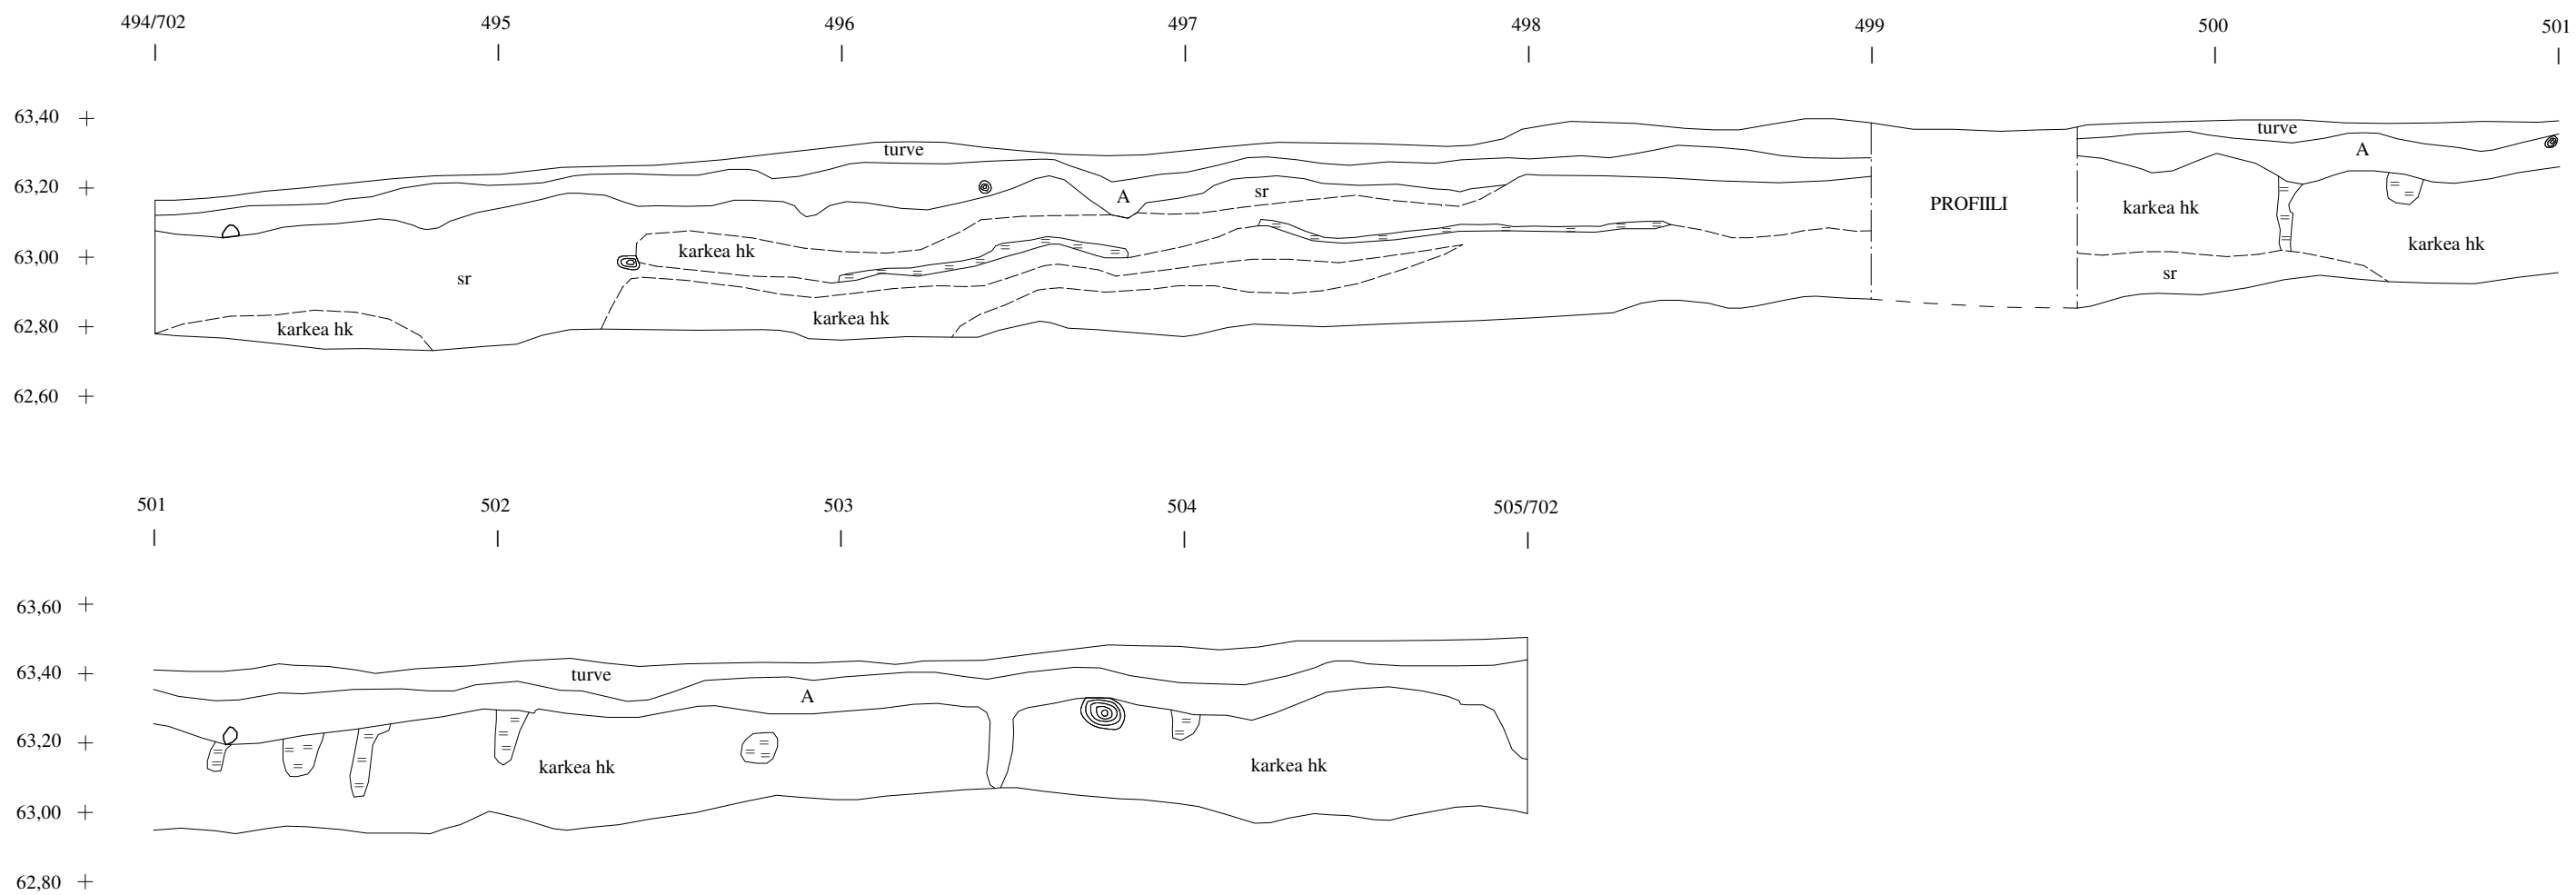 494/702 495 496 497 498 499 500 501
63,40
turve turve
A
63,20
A sr
PROFIILI
karkea hk
63,00
karkea hk karkea hk
sr sr
62,80
karkea hk karkea hk
62,60
501 502 503 504 505/702
63,60
63,40
turve
A
63,20
karkea hk karkea hk
63,00
62,80